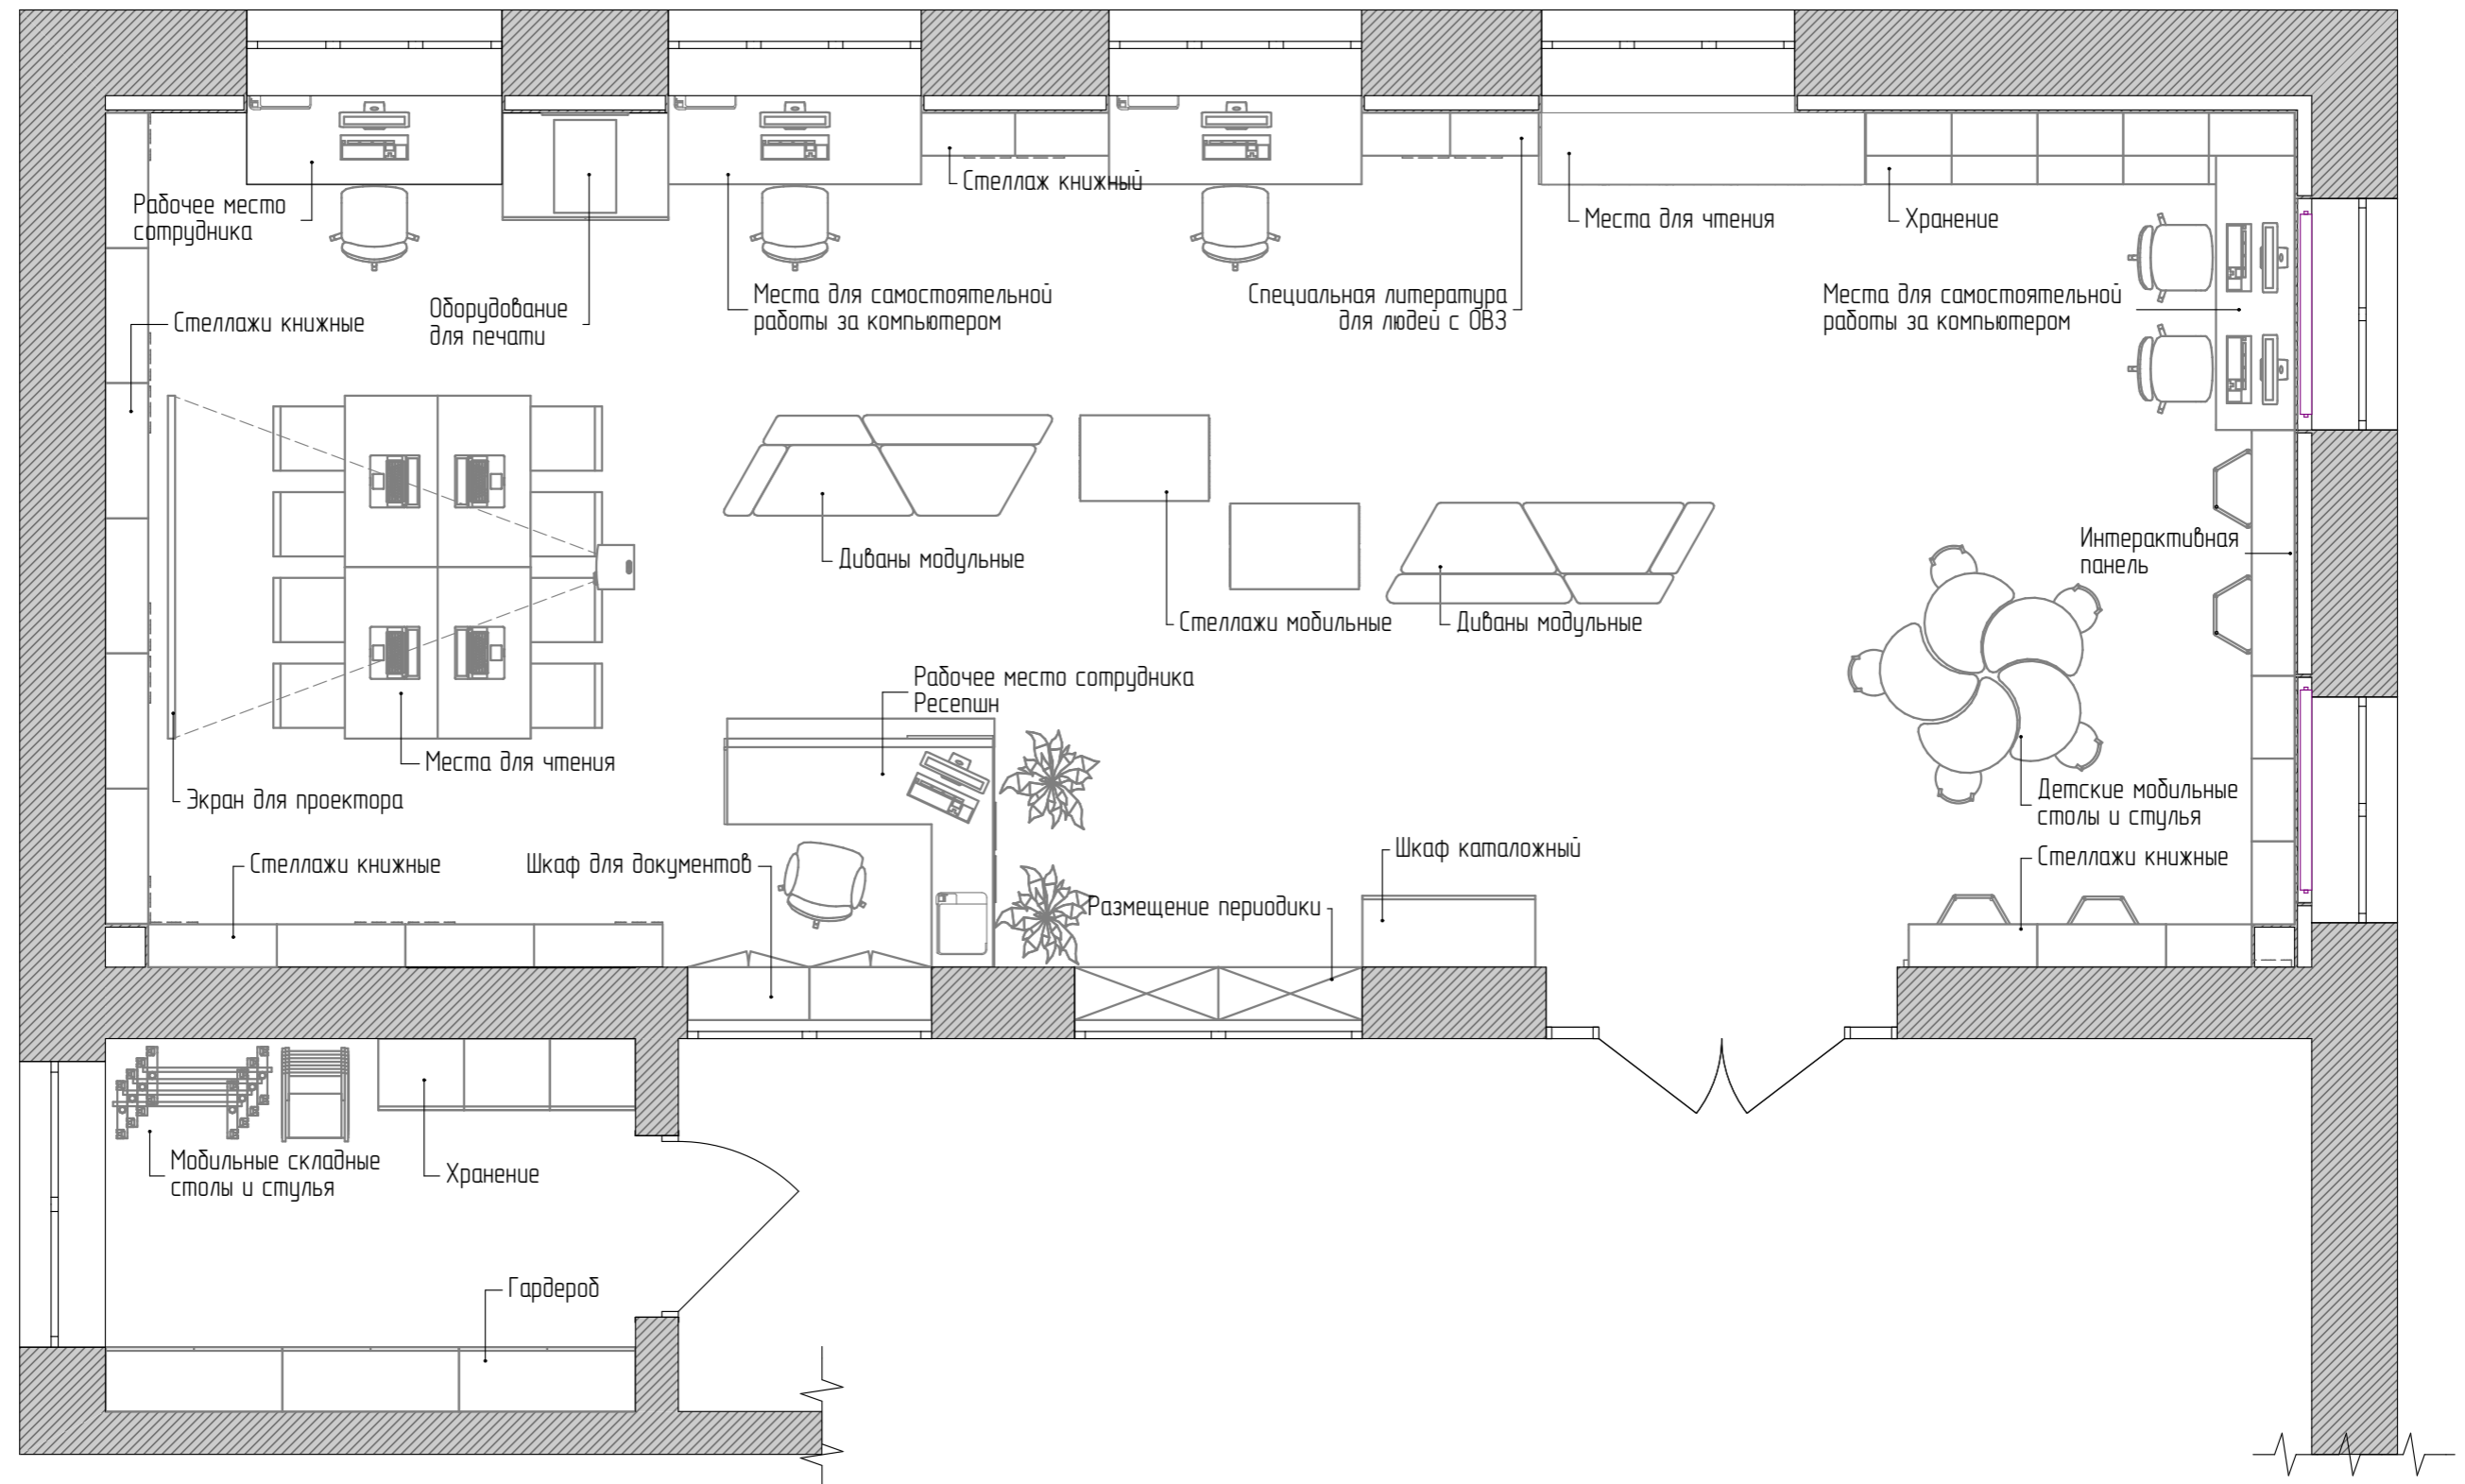 Рабочее место
сотрудника
Стеллаж книжный
Места для чтения
Хранение
Стеллажи книжные
Оборудование
для печати
Места для самостоятельной
работы за компьютером
Специальная литература
для людей с ОВЗ
Места для самостоятельной
работы за компьютером
Диваны модульные
Интерактивная
панель
Стеллажи мобильные
Диваны модульные
Рабочее место сотрудника
Ресепшн
Места для чтения
Экран для проектора
Детские мобильные
столы и стулья
Стеллажи книжные
Шкаф для документов
Шкаф каталожный
Стеллажи книжные
Размещение периодики
Мобильные складные
столы и стулья
Хранение
Гардероб